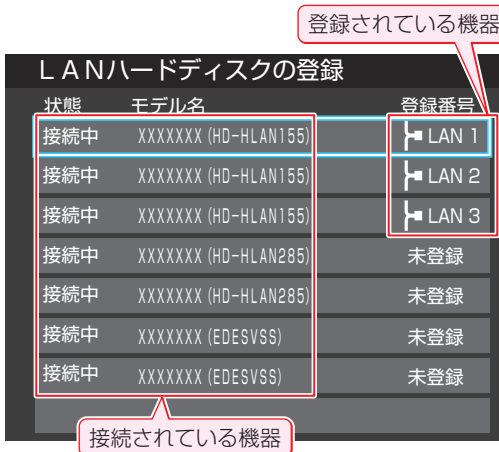 登録されている機器
ＬＡＮハードディスクの登録
状態 モデル名 登録番号
接続中 XXXXXXX (HD-HLAN155) LAN 1
接続中 XXXXXXX (HD-HLAN155) LAN 2
接続中 XXXXXXX (HD-HLAN155) LAN 3
接続中 XXXXXXX (HD-HLAN285) 未登録
接続中 XXXXXXX (HD-HLAN285) 未登録
接続中 XXXXXXX (EDESVSS) 未登録
接続中 XXXXXXX (EDESVSS) 未登録
接続されている機器